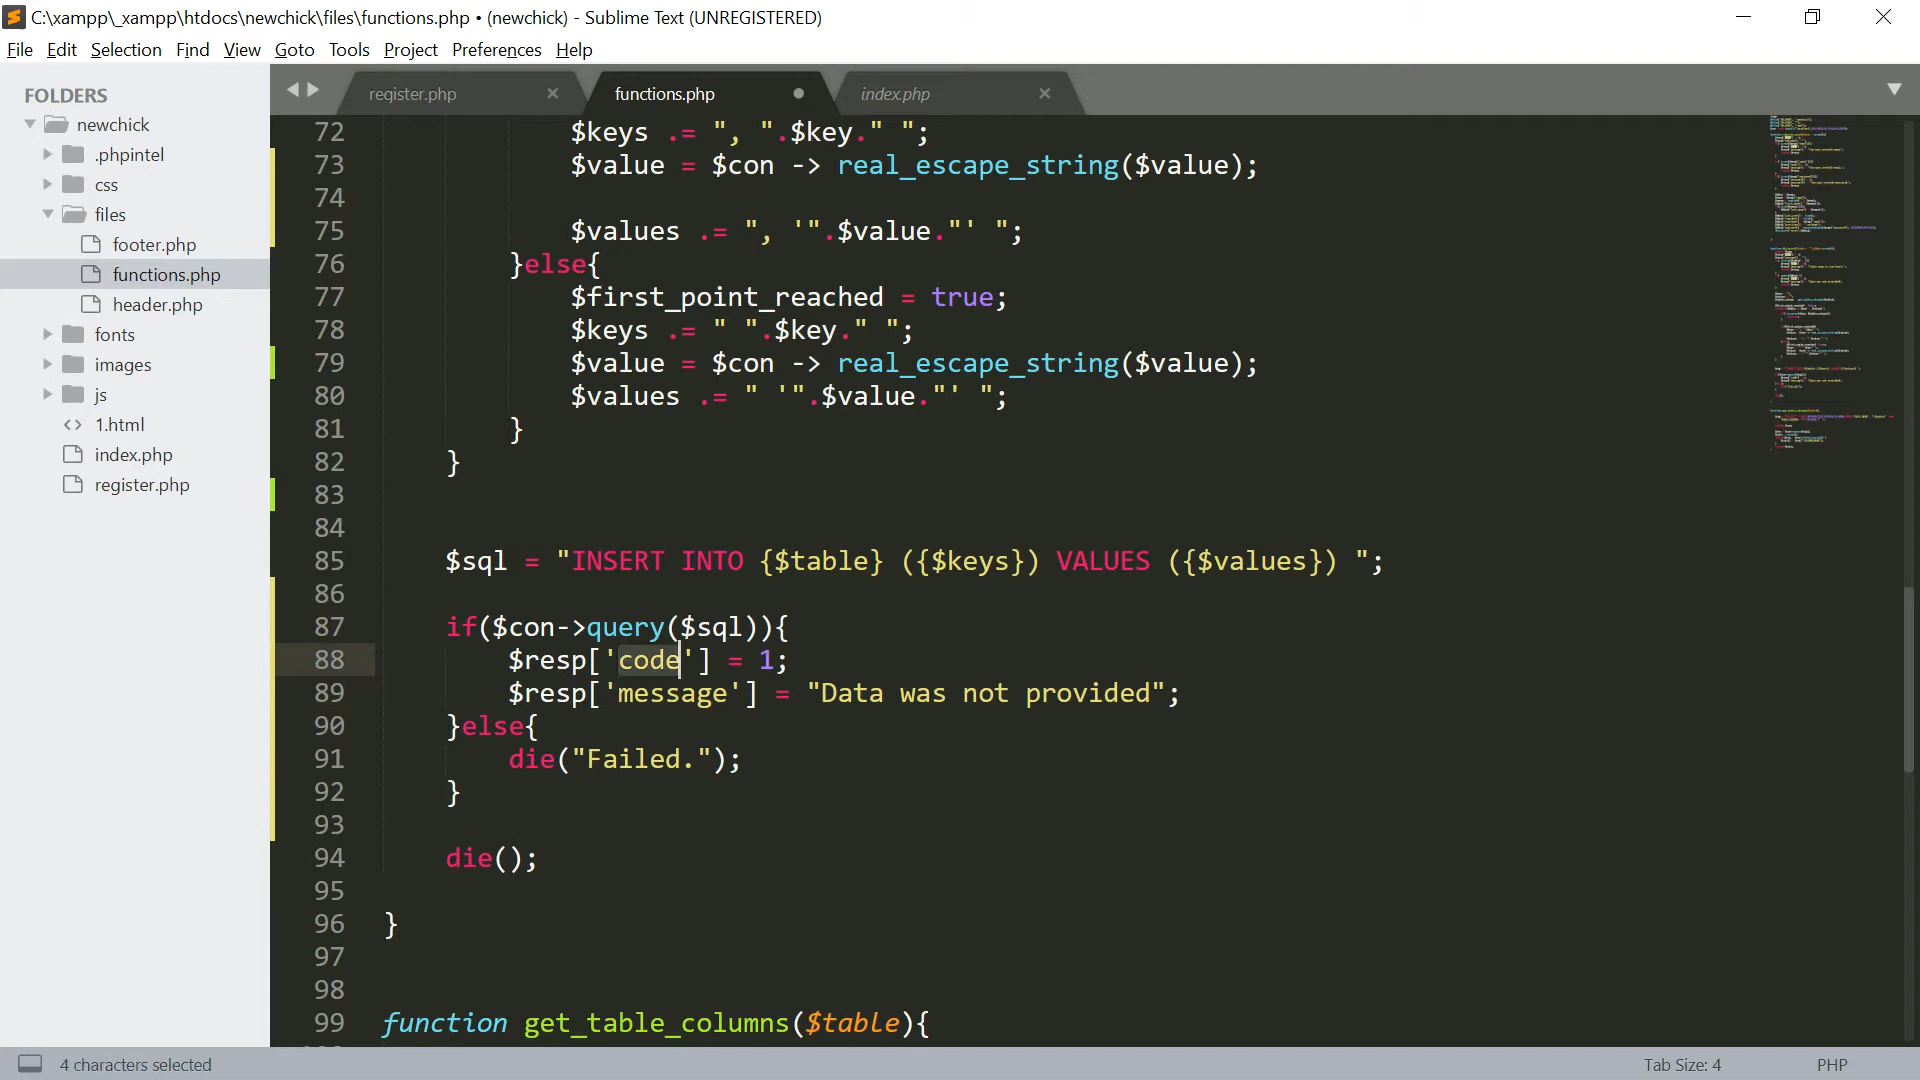 C:\xampp\_xampp\htdocs\newchick\files\functions.php • (newchick) - Sublime Text (UNREGISTERED)
File Edit Selection Find View Goto Tools Project Preferences Help
FOLDERS
newchick
.phpintel
css
files
footer.php
functions.php
header.php
fonts
images
js
1.html
index.php
register.php
register.php functions.php index.php
72 $keys .= ", ".$key." ";
73 $value = $con -> real_escape_string($value);
74
75 $values .= ", '".$value."' ";
76 }else{
77 $first_point_reached = true;
78 $keys .= " ".$key." ";
79 $value = $con -> real_escape_string($value);
80 $values .= " '".$value."' ";
81 }
82 }
83
84
85 $sql = "INSERT INTO {$table} ({$keys}) VALUES ({$values}) ";
86
87 if($con->query($sql)){
88 $resp['code'] = 1;
89 $resp['message'] = "Data was not provided";
90 }else{
91 die("Failed.");
92 }
93
94 die();
95
96 }
97
98
99 function get_table_columns($table){
4 characters selected
Tab Size: 4
PHP